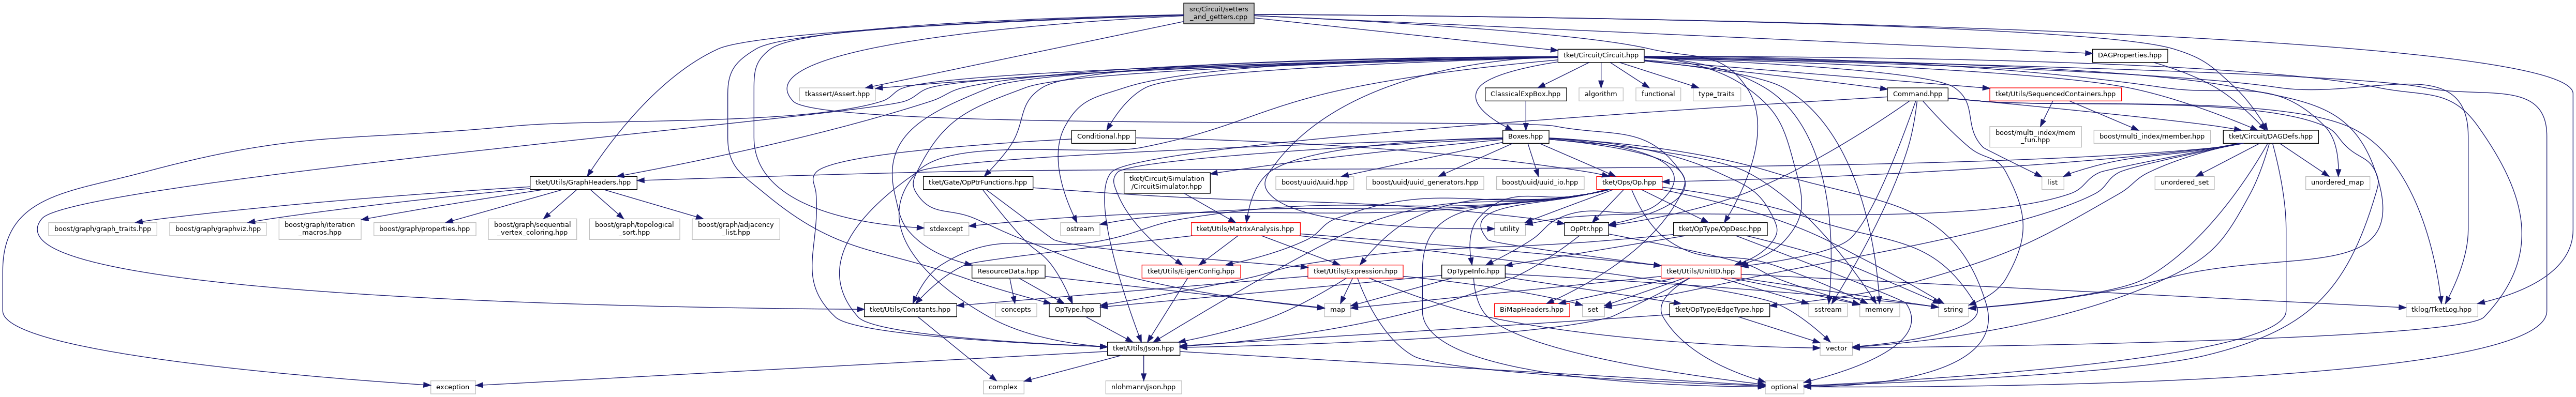 src/Circuit/setters
_and_getters.cpp
tket/Circuit/Circuit.hpp
DAGProperties.hpp
tkassert/Assert.hpp
ClassicalExpBox.hpp
algorithm
functional
type_traits
Command.hpp
tket/Utils/SequencedContainers.hpp
Conditional.hpp
Boxes.hpp
boost/multi_index/mem
_fun.hpp
boost/multi_index/member.hpp
tket/Circuit/DAGDefs.hpp
tket/Utils/GraphHeaders.hpp
tket/Gate/OpPtrFunctions.hpp
tket/Circuit/Simulation
/CircuitSimulator.hpp
boost/uuid/uuid.hpp
boost/uuid/uuid_generators.hpp
boost/uuid/uuid_io.hpp
tket/Ops/Op.hpp
list
unordered_set
unordered_map
boost/graph/graph_traits.hpp
boost/graph/graphviz.hpp
boost/graph/iteration
_macros.hpp
boost/graph/properties.hpp
boost/graph/sequential
_vertex_coloring.hpp
boost/graph/topological
_sort.hpp
boost/graph/adjacency
_list.hpp
stdexcept
ostream
tket/Utils/MatrixAnalysis.hpp
utility
OpPtr.hpp
tket/OpType/OpDesc.hpp
ResourceData.hpp
tket/Utils/EigenConfig.hpp
tket/Utils/Expression.hpp
OpTypeInfo.hpp
tket/Utils/UnitID.hpp
tket/Utils/Constants.hpp
concepts
OpType.hpp
map
set
BiMapHeaders.hpp
tket/OpType/EdgeType.hpp
sstream
memory
string
tklog/TketLog.hpp
tket/Utils/Json.hpp
vector
exception
complex
nlohmann/json.hpp
optional